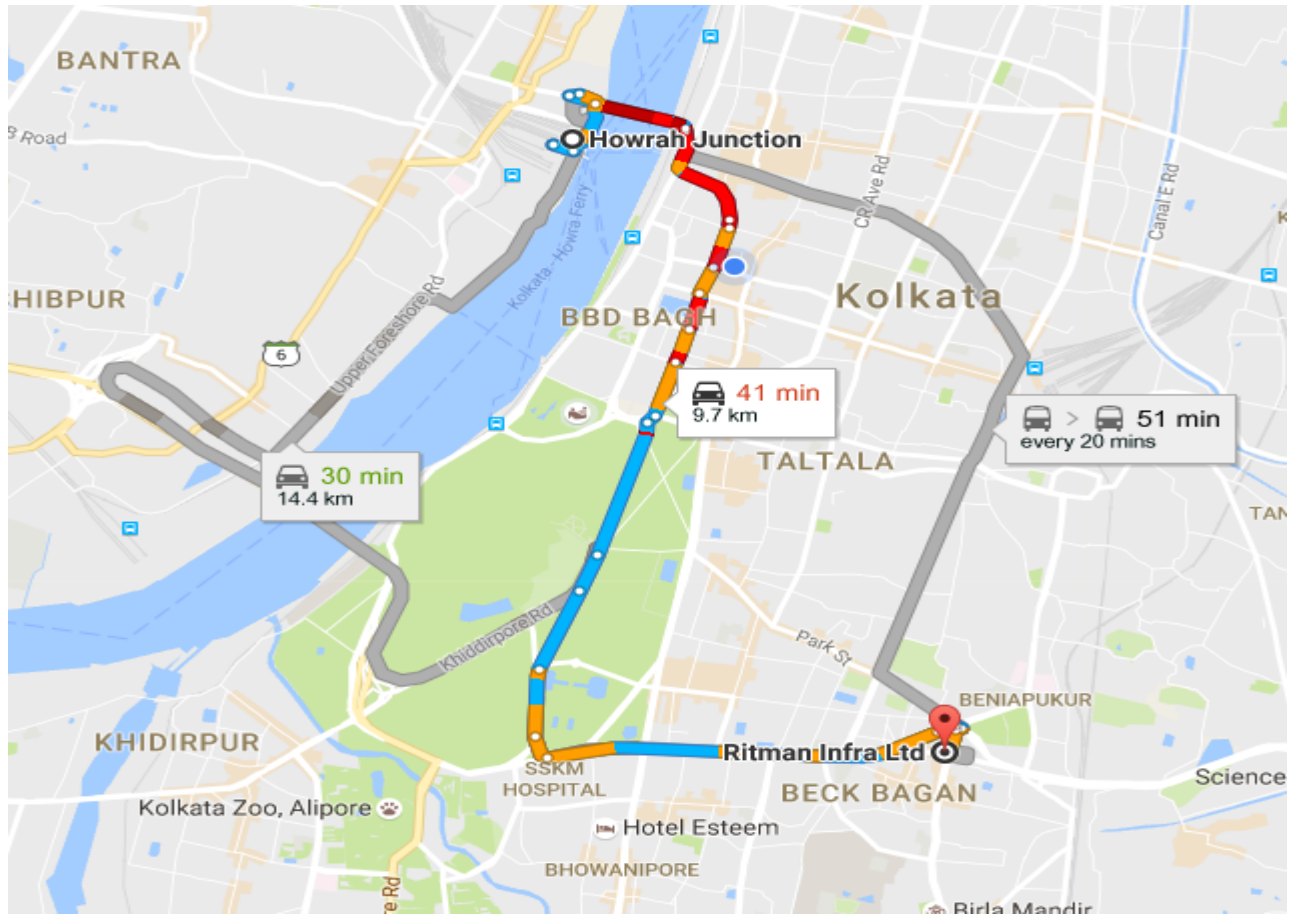 BANTRA
B Road
Howrah Junction
CR Ave Rd
Canal E Rd
Kolkata - Howra Ferry
HIBPUR
Upper Foreshore Rd
6
BBD BAGH
Kolkata
41 min
9.7 km
51 min
every 20 mins
30 min
14.4 km
TALTALA
TAN
Khiddirpore Rd
Park St
BENIAPUKUR
KHIDIRPUR
Ritman Infra Ltd
SSKM
HOSPITAL
BECK BAGAN
Science
Kolkata Zoo, Alipore
Hotel Esteem
BHOWANIPORE
re Rd
Birla Mandir